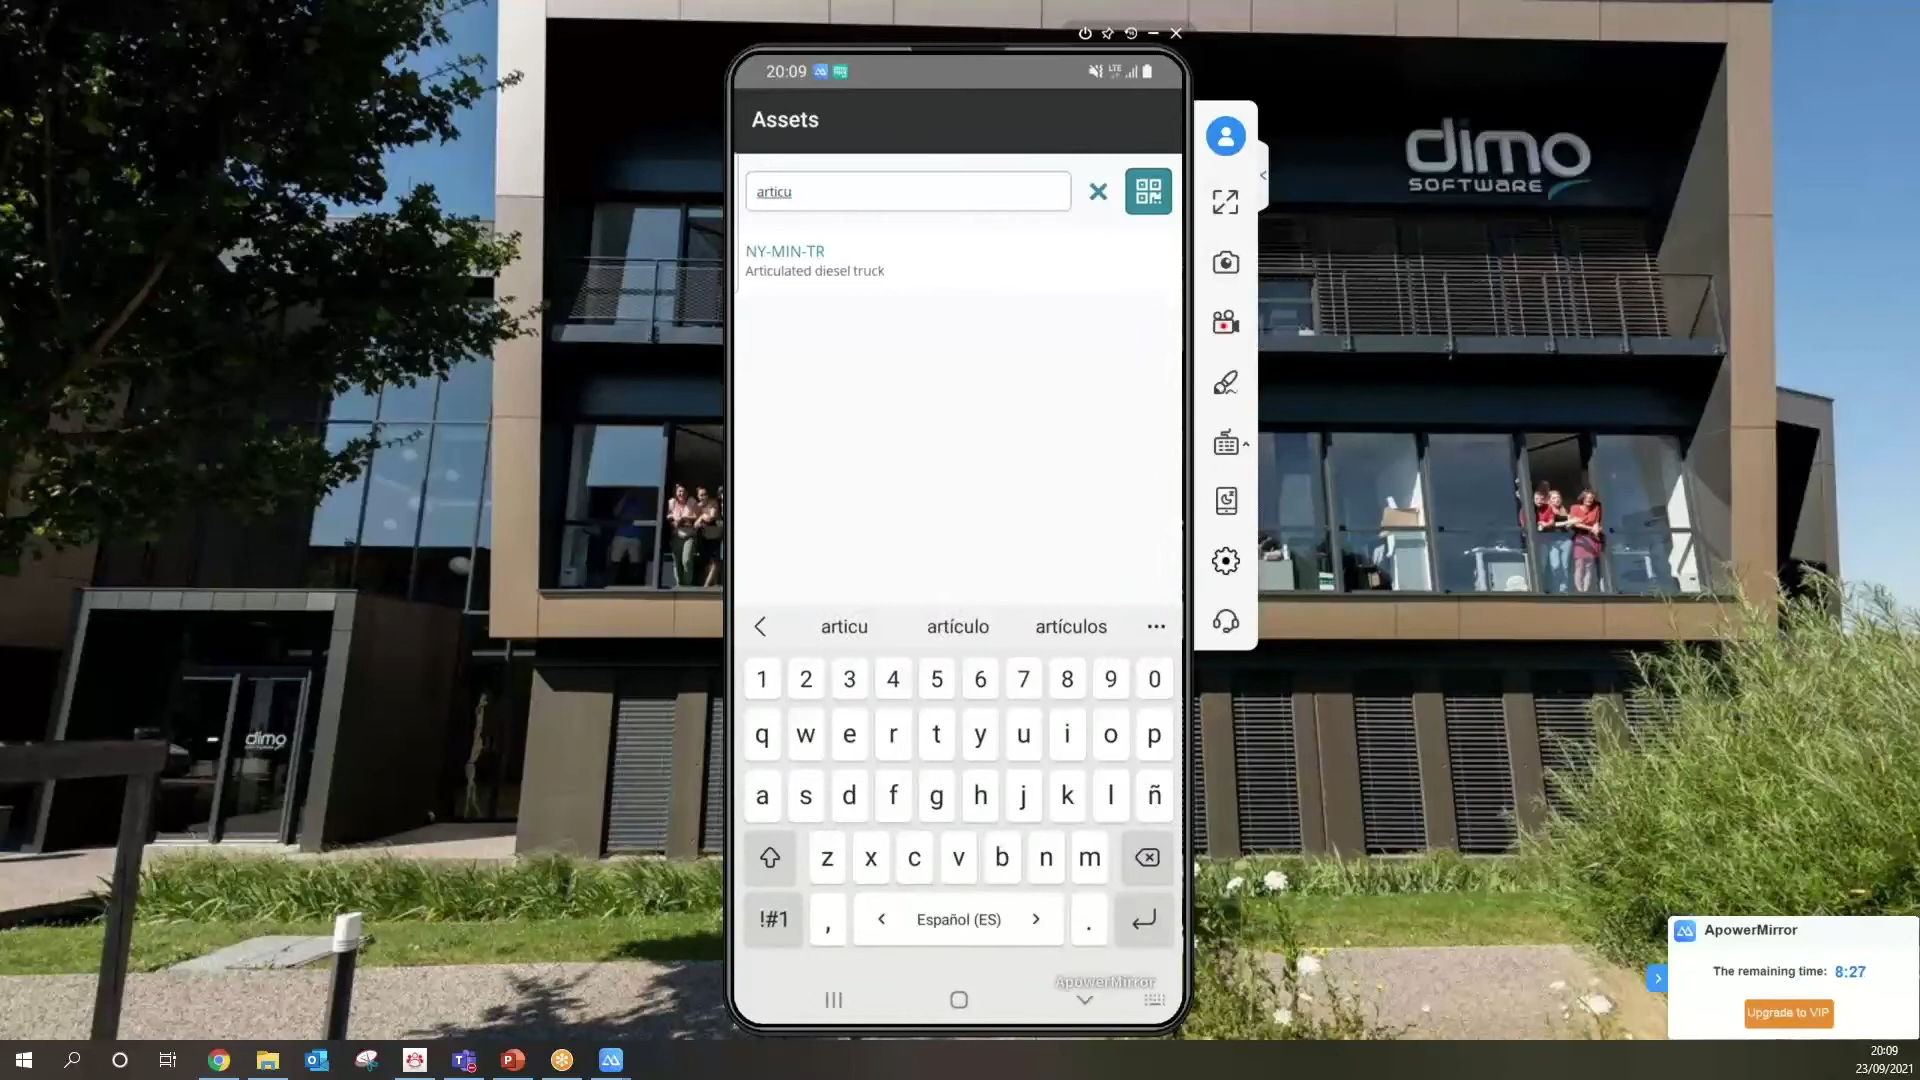 20:09
LTE
Assets
articu
NY-MIN-TR
Articulated diesel truck
articu artículo artículos
1 2 3 4 5 6 7 8 9 0
q w e r t y u i o p
a s d f g h j k l ñ
z x c v b n m
!#1 , < Español (ES) > .
ApowerMirror
dimo
SOFTWARE
dimo
ApowerMirror
The remaining time: 8:27
Upgrade to VIP
20:09
23/09/2021